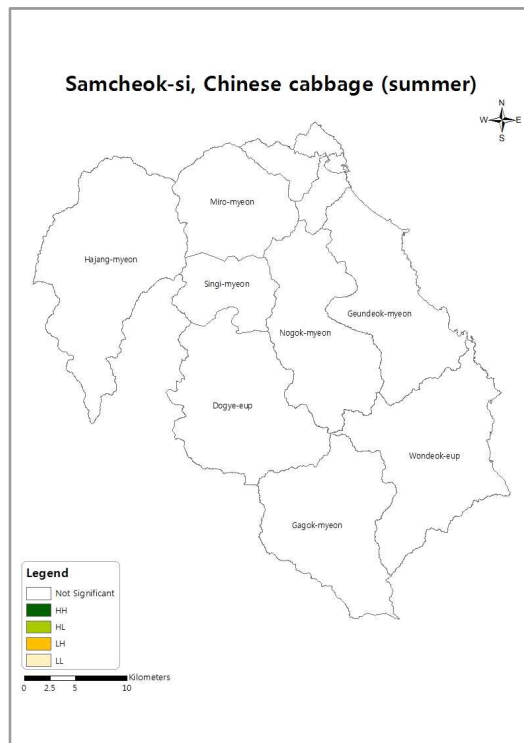 Samcheok-si, Chinese cabbage (summer)
N
W E
S
Miro-myeon
Hajang-myeon
Singi-myeon
Geundeok-myeon
Nogok-myeon
Dogye-eup
Wondeok-eup
Gagok-myeon
Legend
Not Significant
HH
HL
LH
LL
Kilometers
0 2.5 5 10